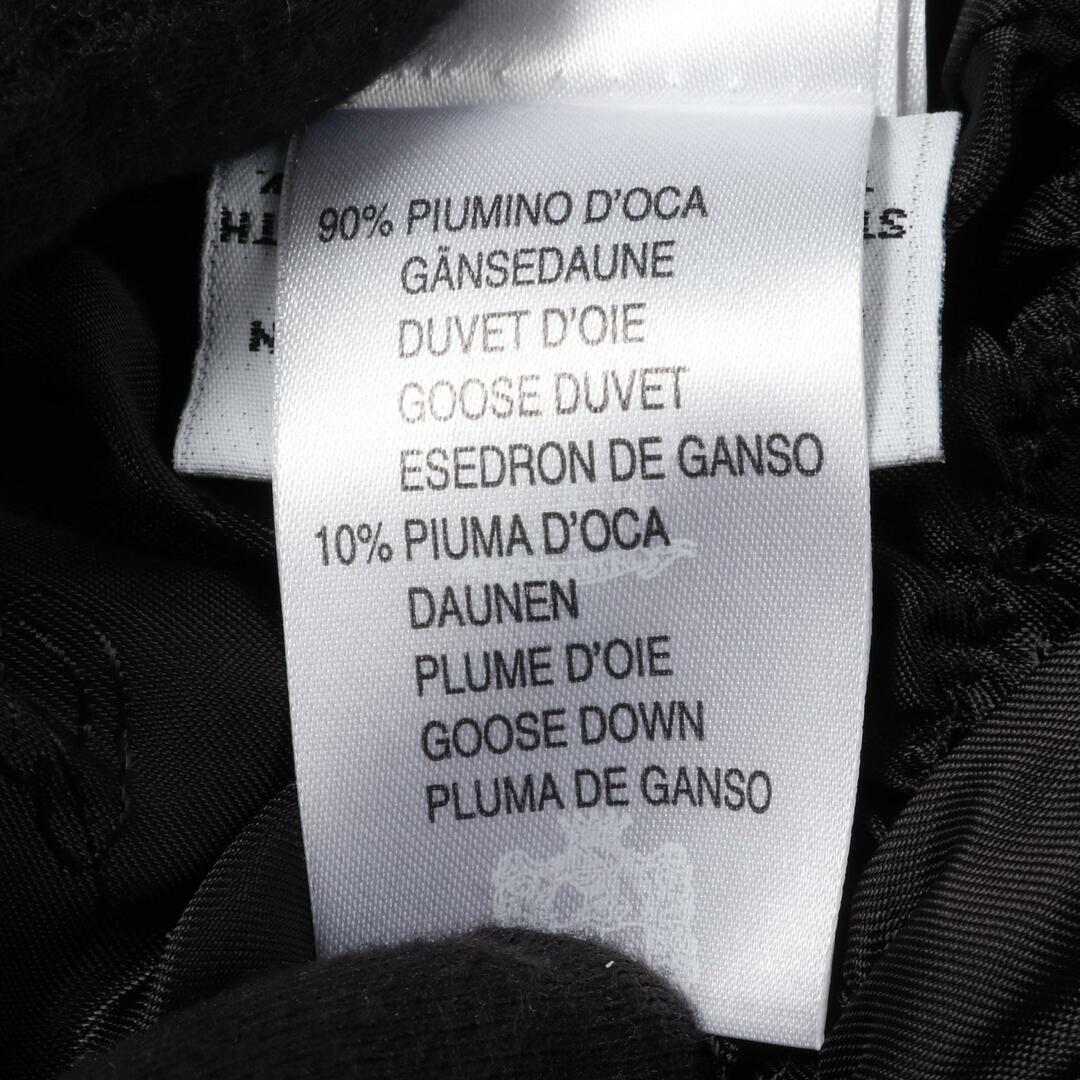 90% PIUMINO D'OCA
GÄNSEDAUNE
DUVET D'OIE
GOOSE DUVET
ESEDRON DE GANSO
10% PIUMA D'OCA
DAUNEN
PLUME D'OIE
GOOSE DOWN
PLUMA DE GANSO